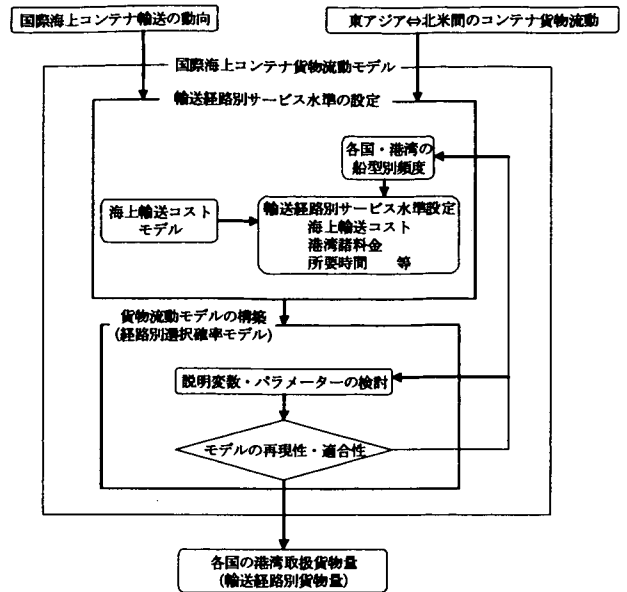 国際海上コンテナ輸送の動向
東アジア⇔北米間のコンテナ貨物流動
国際海上コンテナ貨物流動モデル
輸送経路別サービス水準の設定
各国・港湾の
船型別頻度
海上輸送コスト
モデル
輸送経路別サービス水準設定
海上輸送コスト
港湾諸料金
所要時間 等
貨物流動モデルの構築
(経路別選択確率モデル)
説明変数・パラメーターの検討
モデルの再現性・適合性
各国の港湾取扱貨物量
(輸送経路別貨物量)